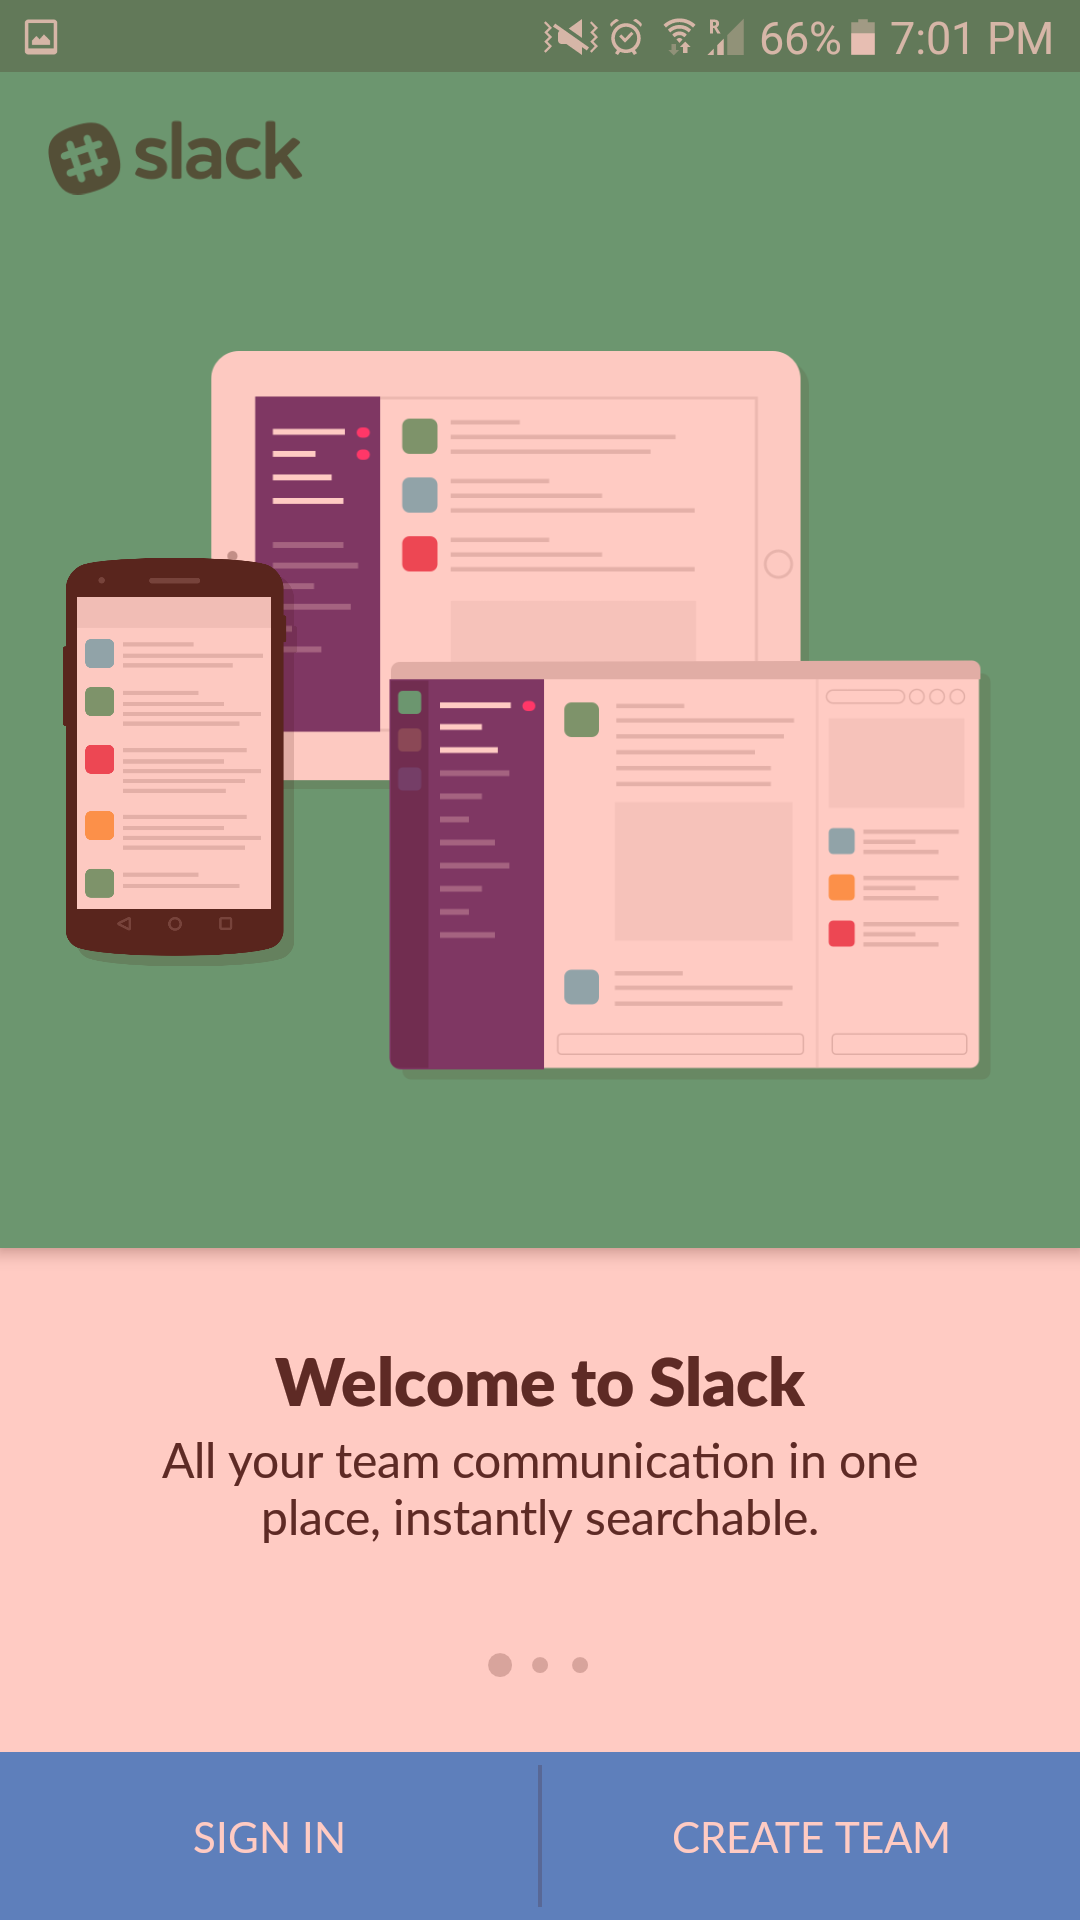 R 66% 7:01 PM
slack
Welcome to Slack
All your team communication in one
place, instantly searchable.
SIGN IN
CREATE TEAM